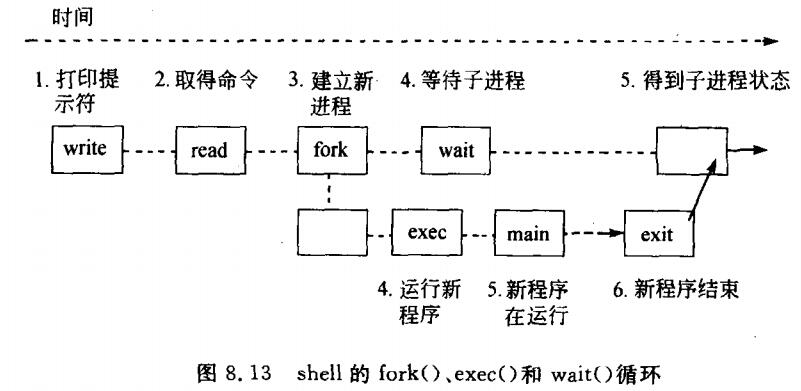 时间
1. 打印提示符
2. 取得命令
3. 建立新进程
4. 等待子进程
5. 得到子进程状态
write
read
fork
wait
exec
main
exit
4. 运行新程序
5. 新程序在运行
6. 新程序结束
图 8.13 shell 的 fork()、exec()和 wait()循环